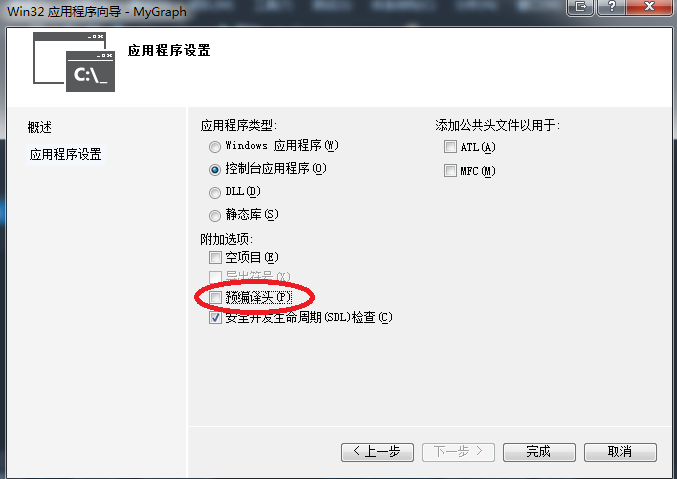 Win32 应用程序向导 - MyGraph
C:\_
应用程序设置
概述
应用程序设置
应用程序类型:
Windows 应用程序(W)
控制台应用程序(O)
DLL(D)
静态库(S)
添加公共头文件以用于:
ATL(A)
MFC(M)
附加选项:
空项目(E)
导出符号(X)
预编译头(P)
安全开发生命周期(SDL)检查(C)
< 上一步
下一步 >
完成
取消